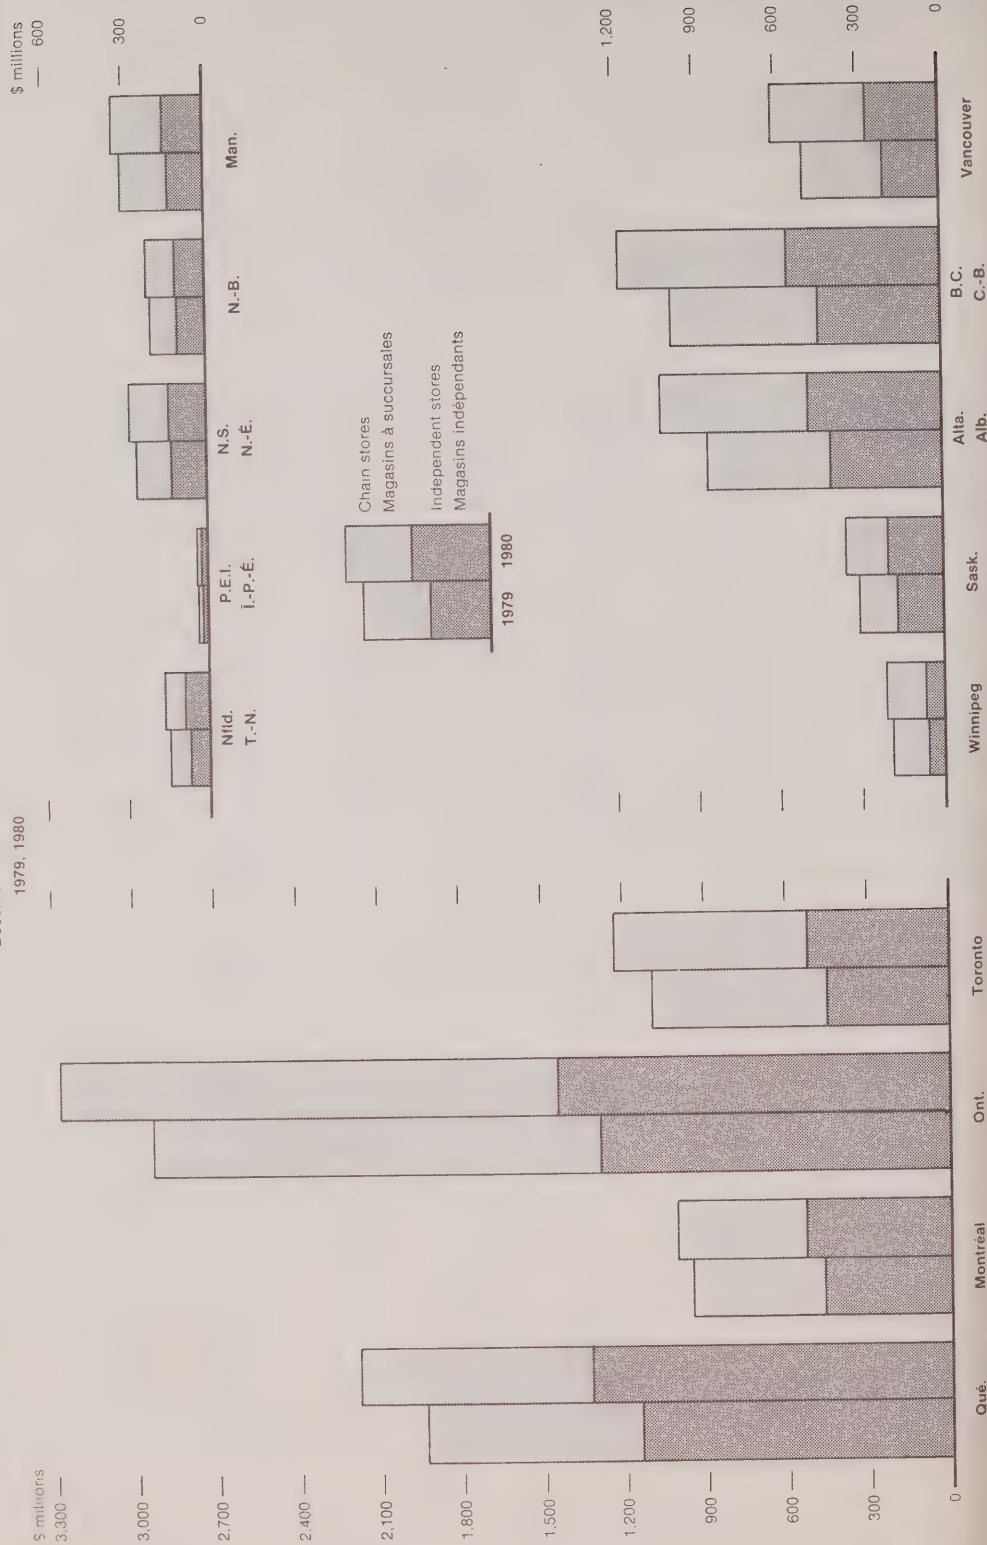 1979, 1980
$ millions
3,300
3,000
2,700
2,400
2,100
1,800
1,500
1,200
900
600
300
0
Qué.
Montréal
Ont.
Toronto
$ millions
600
300
0
Nfld.
T.-N.
P.E.I.
Î.-P.-É.
N.S.
N.-É.
N.-B.
Man.
Chain stores
Magasins à succursales
Independent stores
Magasins indépendants
1979
1980
1,200
900
600
300
0
Winnipeg
Sask.
Alta.
Alb.
B.C.
C.-B.
Vancouver